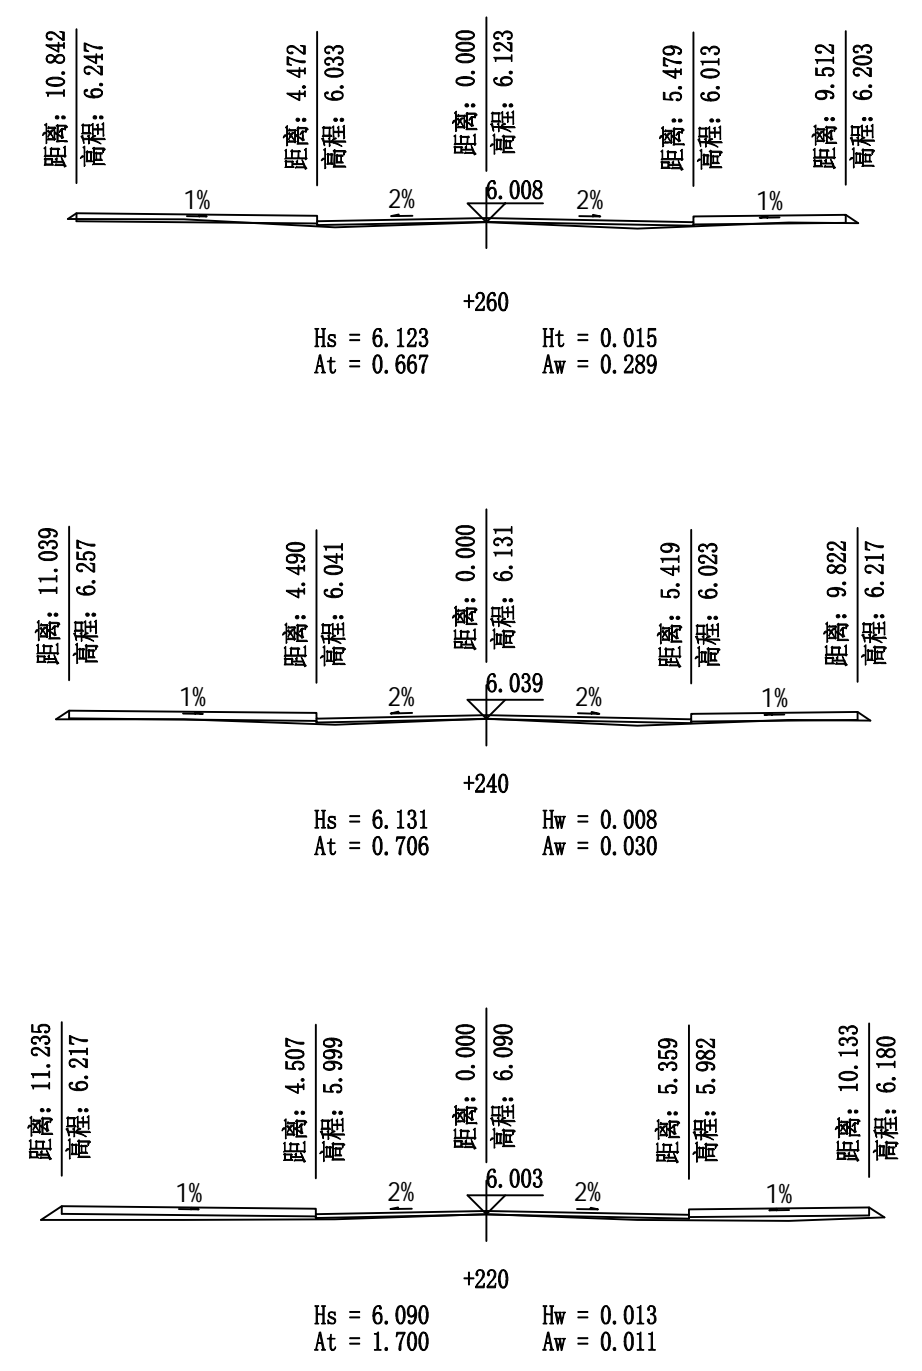 距离: 10.842
高程: 6.247
距离: 4.472
高程: 6.033
距离: 0.000
高程: 6.123
距离: 5.479
高程: 6.013
距离: 9.512
高程: 6.203
1%
2%
6.008
2%
1%
+260
Hs = 6.123
Ht = 0.015
At = 0.667
Aw = 0.289
距离: 11.039
高程: 6.257
距离: 4.490
高程: 6.041
距离: 0.000
高程: 6.131
距离: 5.419
高程: 6.023
距离: 9.822
高程: 6.217
1%
2%
6.039
2%
1%
+240
Hs = 6.131
Hw = 0.008
At = 0.706
Aw = 0.030
距离: 11.235
高程: 6.217
距离: 4.507
高程: 5.999
距离: 0.000
高程: 6.090
距离: 5.359
高程: 5.982
距离: 10.133
高程: 6.180
1%
2%
6.003
2%
1%
+220
Hs = 6.090
Hw = 0.013
At = 1.700
Aw = 0.011